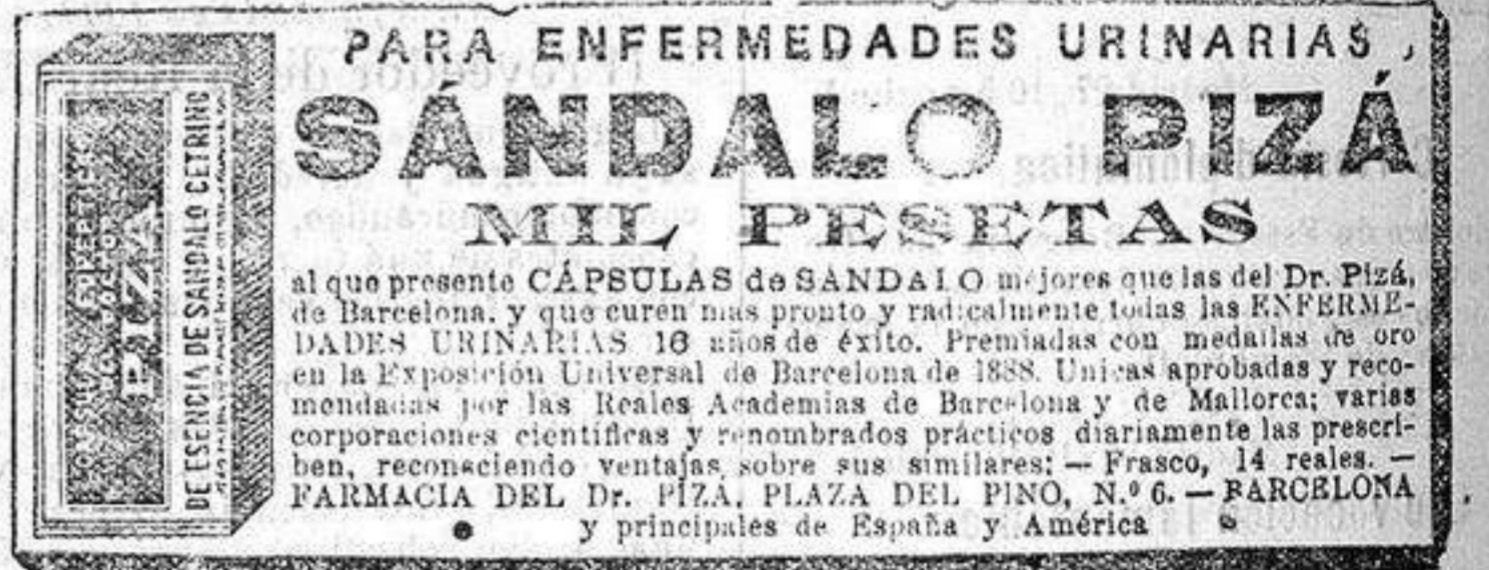 PARA ENFERMEDADES URINARIAS
SÁNDALO PIZÁ
MIL PESETAS
al que presente CÁPSULAS de SANDALO mejores que las del Dr. Pizá,
de Barcelona, y que curen mas pronto y radicalmente todas las ENFERME-
DADES URINARIAS 16 años de éxito. Premiadas con medallas de oro
en la Exposición Universal de Barcelona de 1888. Unicas aprobadas y reco-
mendadas por las Reales Academias de Barcelona y de Mallorca; varias
corporaciones científicas y renombrados prácticos diariamente las prescri-
ben, reconociendo ventajas sobre sus similares: — Frasco, 14 reales. —
FARMACIA DEL Dr. PIZÁ, PLAZA DEL PINO, N.º 6. — BARCELONA
y principales de España y América
PIZÁ
DE ESENCIA DE SANDALO CETRINO